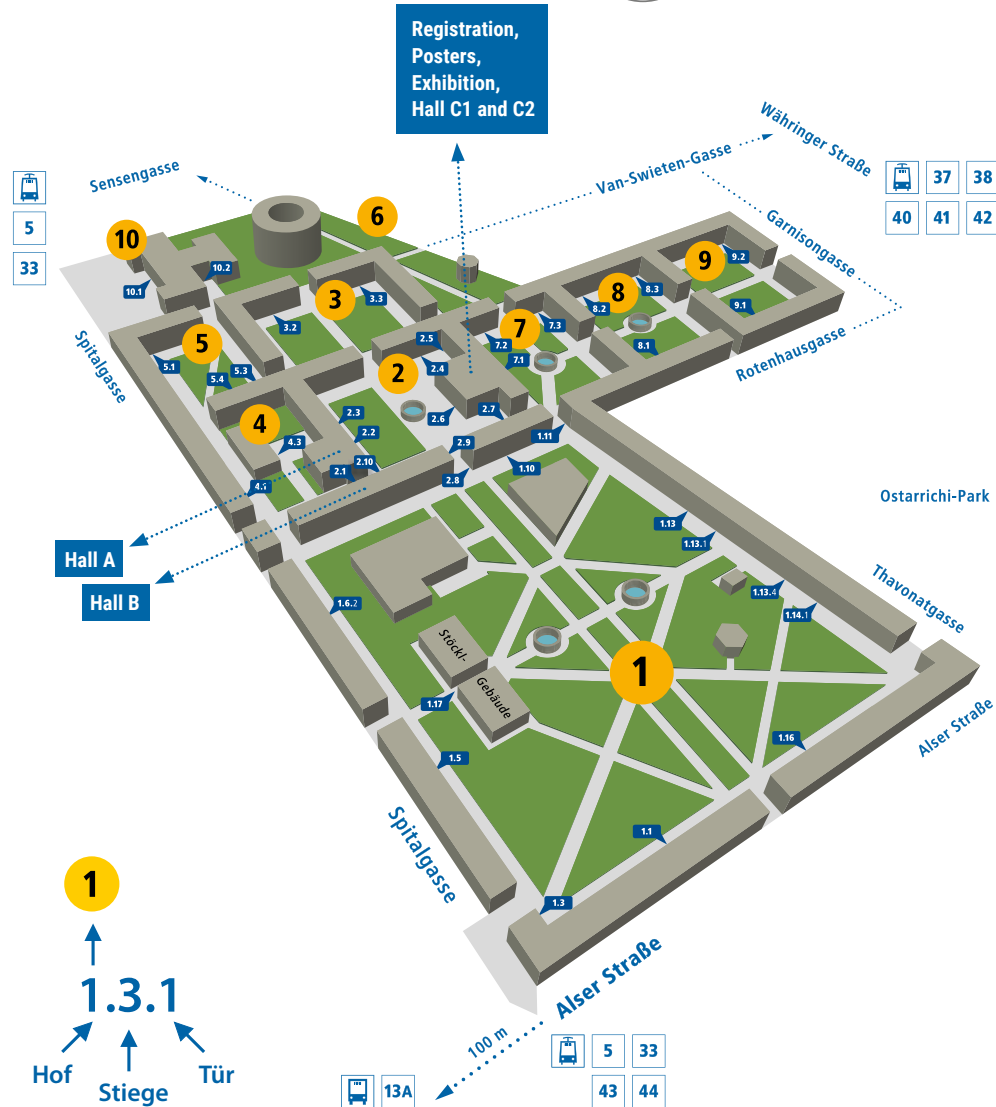 Registration,
Posters,
Exhibition,
Hall C1 and C2
Währinger Straße
37 38
40 41 42
Van-Swieten-Gasse
Sensengasse
5
33
Garnisongasse
6
10
10.2
10.1
9
9.2
9.1
3
3.3
3.2
8
8.3
8.2
8.1
7
7.3
7.2
7.1
Rotenhausgasse
Spitalgasse
5
5.1
5.3
5.4
2
2.5
2.4
2.3
2.2
2.6
2.7
2.9
2.10
2.1
2.8
4
4.3
1.11
1.10
Ostarrichi-Park
1.13
1.13.1
Hall A
Hall B
1.13.4
1.14.1
Thavonatgasse
1.6.2
Stöckl-
Gebäude
1
1.17
1.5
1.16
Alser Straße
1.1
Spitalgasse
1.3
Alser Straße
100 m
5 33
43 44
13A
1
1.3.1
Hof
Stiege
Tür